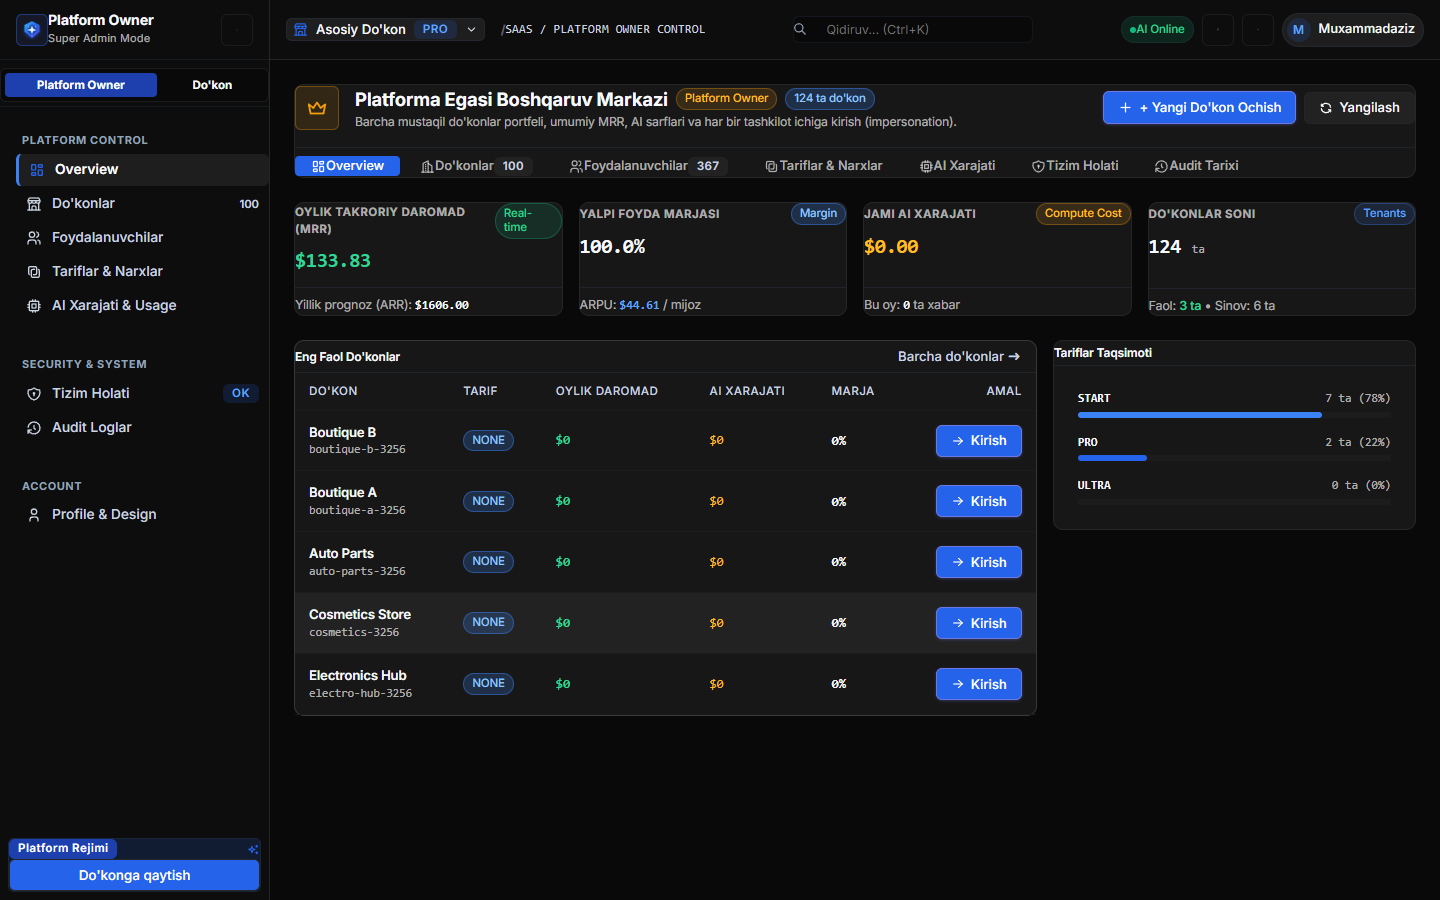 Platform Owner
Super Admin Mode
Platform Owner
Do'kon
PLATFORM CONTROL
Overview
Do'konlar 100
Foydalanuvchilar
Tariflar & Narxlar
AI Xarajati & Usage
SECURITY & SYSTEM
Tizim Holati OK
Audit Loglar
ACCOUNT
Profile & Design
Platform Rejimi
Do'konga qaytish
Asosiy Do'kon PRO
/SAAS / PLATFORM OWNER CONTROL
Qidiruv... (Ctrl+K)
AI Online
M Muxammadaziz
Platforma Egasi Boshqaruv Markazi Platform Owner 124 ta do'kon
Barcha mustaqil do'konlar portfeli, umumiy MRR, AI sarflari va har bir tashkilot ichiga kirish (impersonation).
+ Yangi Do'kon Ochish
Yangilash
Overview
Do'konlar 100
Foydalanuvchilar 367
Tariflar & Narxlar
AI Xarajati
Tizim Holati
Audit Tarixi
OYLIK TAKRORIY DAROMAD
(MRR)
Real-
time
$133.83
Yillik prognoz (ARR): $1606.00
YALPI FOYDA MARJASI Margin
100.0%
ARPU: $44.61 / mijoz
JAMI AI XARAJATI Compute Cost
$0.00
Bu oy: 0 ta xabar
DO'KONLAR SONI Tenants
124 ta
Faol: 3 ta • Sinov: 6 ta
Eng Faol Do'konlar Barcha do'konlar →
DO'KON TARIF OYLIK DAROMAD AI XARAJATI MARJA AMAL
Boutique B
boutique-b-3256
NONE $0 $0 0% → Kirish
Boutique A
boutique-a-3256
NONE $0 $0 0% → Kirish
Auto Parts
auto-parts-3256
NONE $0 $0 0% → Kirish
Cosmetics Store
cosmetics-3256
NONE $0 $0 0% → Kirish
Electronics Hub
electro-hub-3256
NONE $0 $0 0% → Kirish
Tariflar Taqsimoti
START 7 ta (78%)
PRO 2 ta (22%)
ULTRA 0 ta (0%)